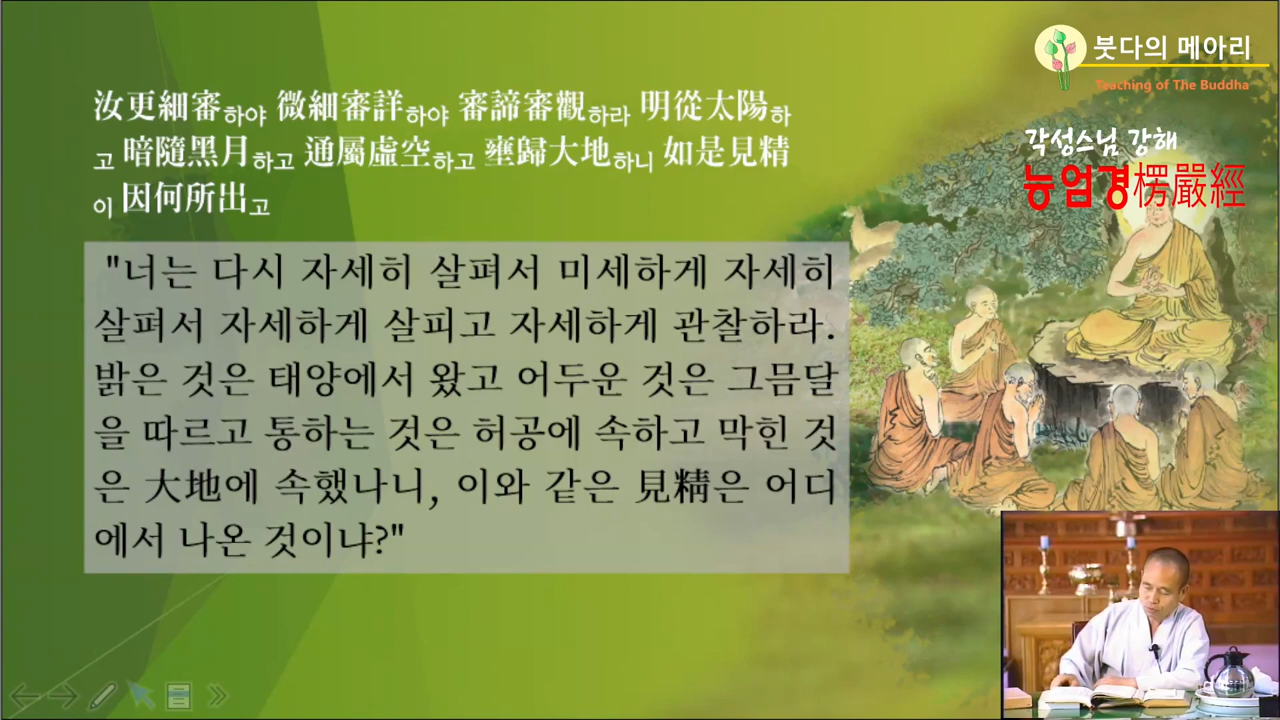 붓다의 메아리
Teaching of The Buddha
각성스님 강해
능엄경楞嚴經
汝更細審하야 微細審詳하야 審諦審觀하라 明從太陽하
고 暗隨黑月하고 通屬虛空하고 壅歸大地하니 如是見精
이 因何所出고
"너는 다시 자세히 살펴서 미세하게 자세히
살펴서 자세하게 살피고 자세하게 관찰하라.
밝은 것은 태양에서 왔고 어두운 것은 그믐달
을 따르고 통하는 것은 허공에 속하고 막힌 것
은 大地에 속했나니, 이와 같은 見精은 어디
에서 나온 것이냐?"